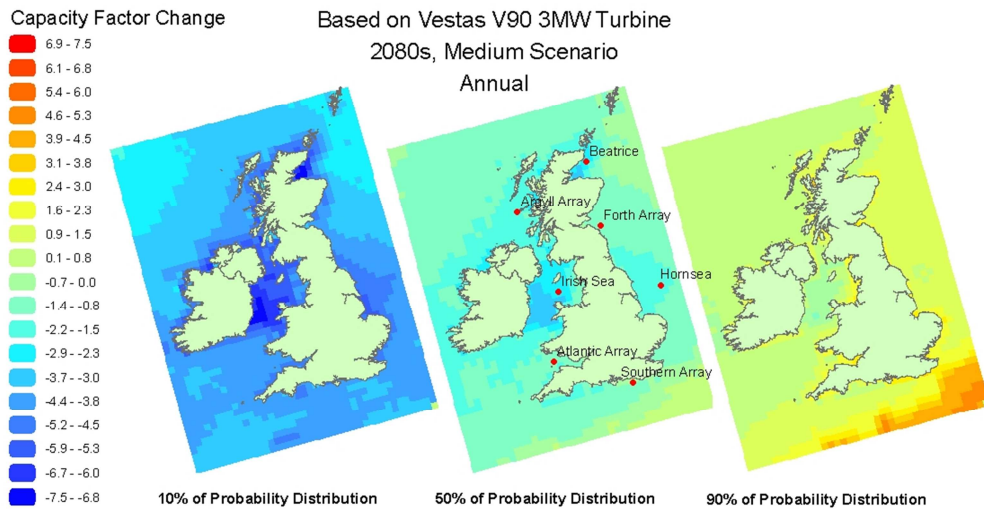 Capacity Factor Change
6.9 - 7.5
6.1 - 6.8
5.4 - 6.0
4.6 - 5.3
3.9 - 4.5
3.1 - 3.8
2.4 - 3.0
1.6 - 2.3
0.9 - 1.5
0.1 - 0.8
-0.7 - 0.0
-1.4 - -0.8
-2.2 - -1.5
-2.9 - -2.3
-3.7 - -3.0
-4.4 - -3.8
-5.2 - -4.5
-5.9 - -5.3
-6.7 - -6.0
-7.5 - -6.8
Based on Vestas V90 3MW Turbine
2080s, Medium Scenario
Annual
Beatrice
Argyll Array
Forth Array
Hornsea
Irish Sea
Atlantic Array
Southern Array
10% of Probability Distribution
50% of Probability Distribution
90% of Probability Distribution